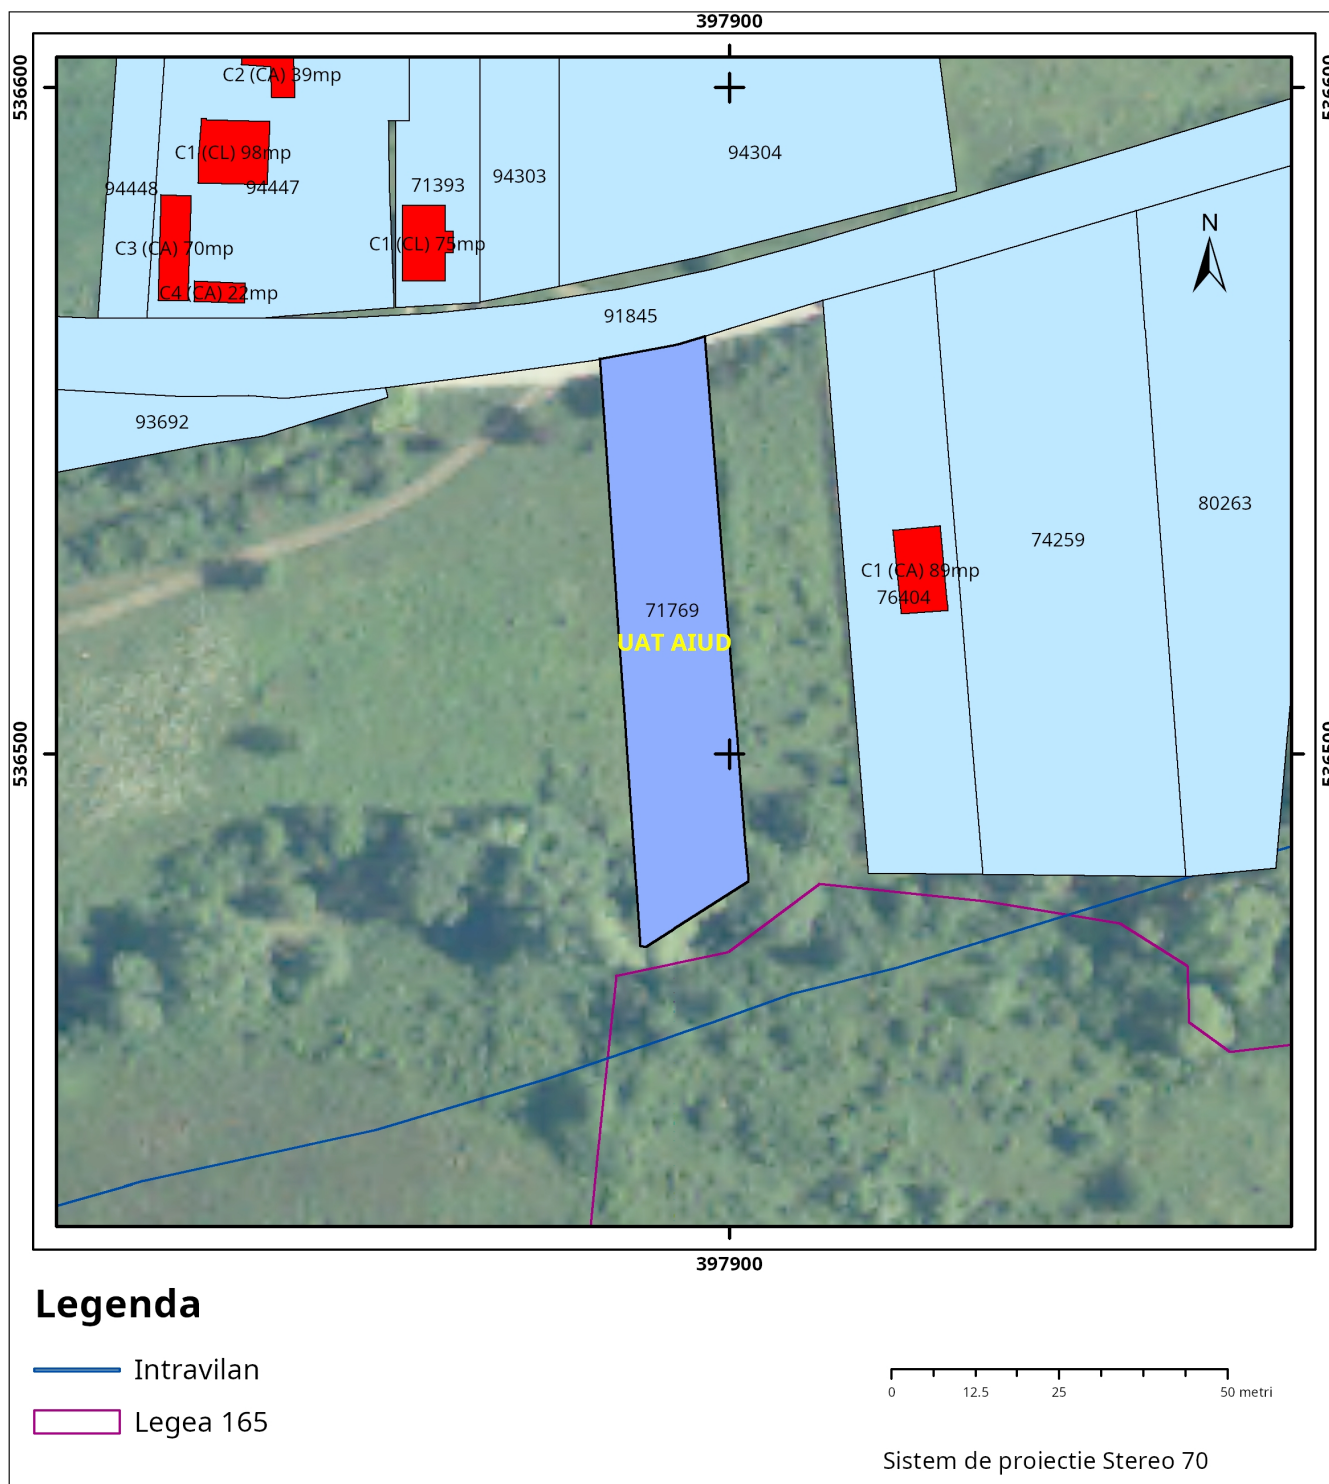 397900
536600
536600
C2 (CA) 39mp
C1 (CL) 98mp
94448
94447
71393
94303
94304
N
C3 (CA) 70mp
C1 (CL) 75mp
C4 (CA) 22mp
91845
93692
80263
74259
C1 (CA) 89mp
76404
71769
UAT AIUD
536500
536500
397900
Legenda
Intravilan
Legea 165
0 12.5 25 50 metri
Sistem de proiectie Stereo 70